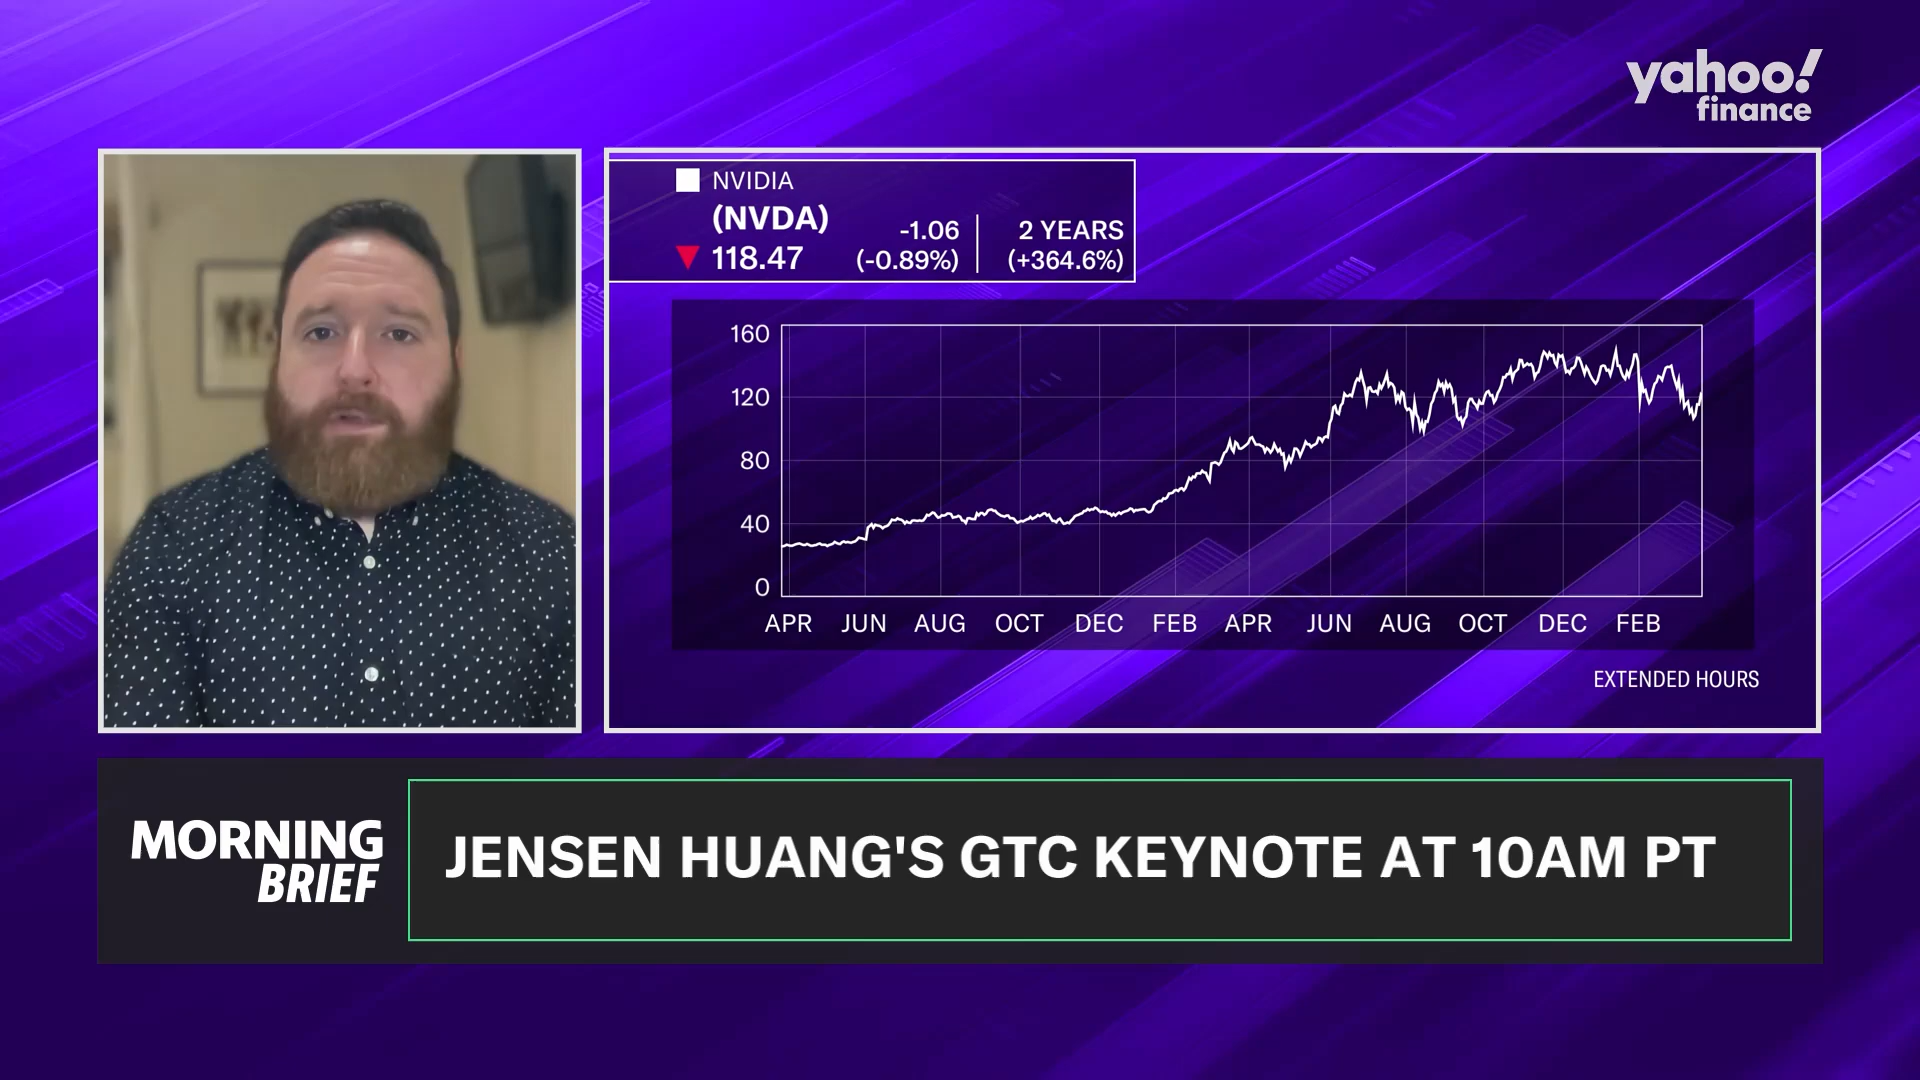 yahoo!
finance
NVIDIA
(NVDA)
118.47
-1.06
(-0.89%)
2 YEARS
(+364.6%)
160
120
80
40
0
APR JUN AUG OCT DEC FEB APR JUN AUG OCT DEC FEB
EXTENDED HOURS
MORNING
BRIEF
JENSEN HUANG'S GTC KEYNOTE AT 10AM PT